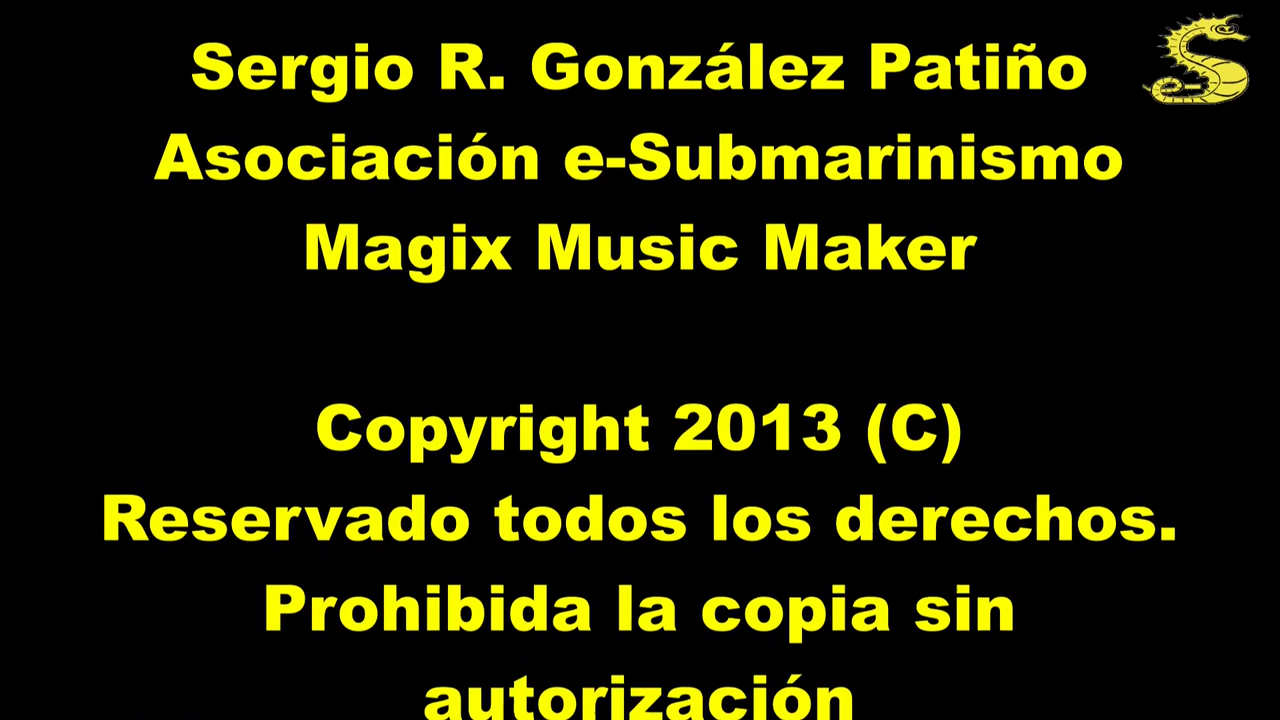 Sergio R. González Patiño
Asociación e-Submarinismo
Magix Music Maker
Copyright 2013 (C)
Reservado todos los derechos.
Prohibida la copia sin
autorización